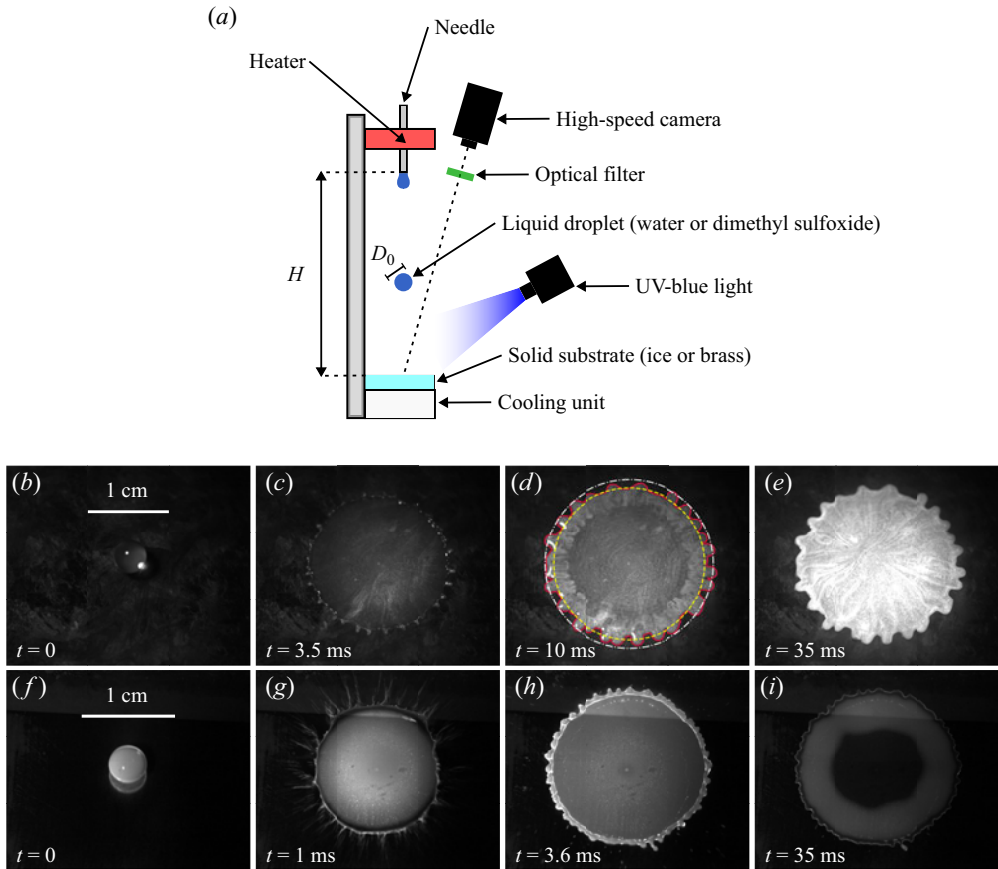 (a)
Needle
Heater
High-speed camera
Optical filter
Liquid droplet (water or dimethyl sulfoxide)
D0
H
UV-blue light
Solid substrate (ice or brass)
Cooling unit
(b)
1 cm
t = 0
(c)
t = 3.5 ms
(d)
t = 10 ms
(e)
t = 35 ms
(f)
1 cm
t = 0
(g)
t = 1 ms
(h)
t = 3.6 ms
(i)
t = 35 ms